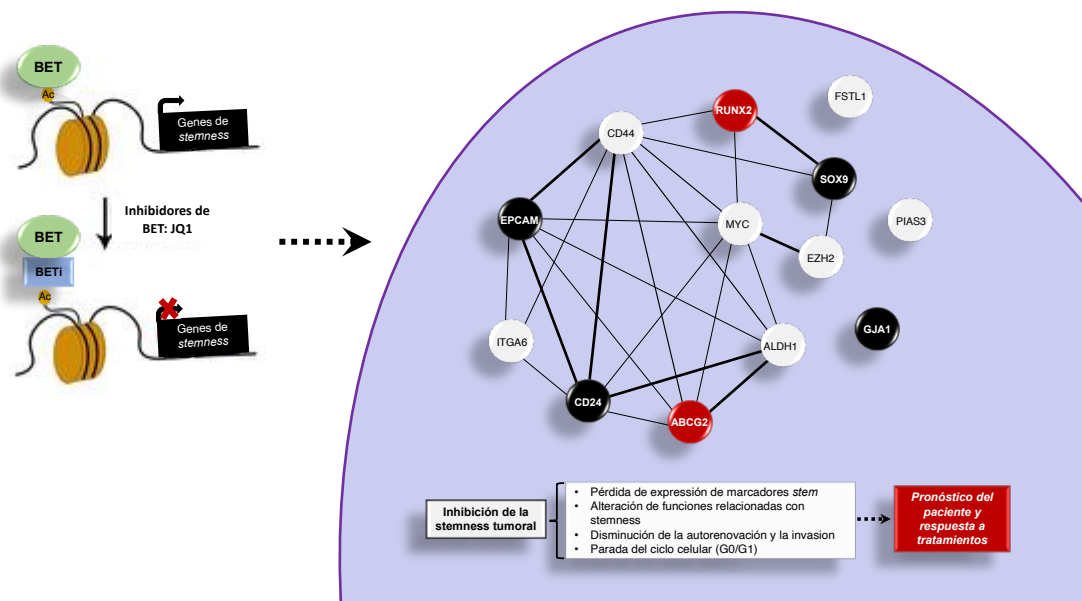 BET
Ac
Genes de
stemness
Inhibidores de
BET: JQ1
BET
BETi
Ac
Genes de
stemness
FSTL1
RUNX2
CD44
SOX9
EPCAM
MYC
PIAS3
EZH2
GJA1
ITGA6
ALDH1
CD24
ABCG2
Inhibición de la
stemness tumoral
• Pérdida de expresión de marcadores stem
• Alteración de funciones relacionadas con
stemness
• Disminución de la autorenovación y la invasion
• Parada del ciclo celular (G0/G1)
Pronóstico del
paciente y
respuesta a
tratamientos